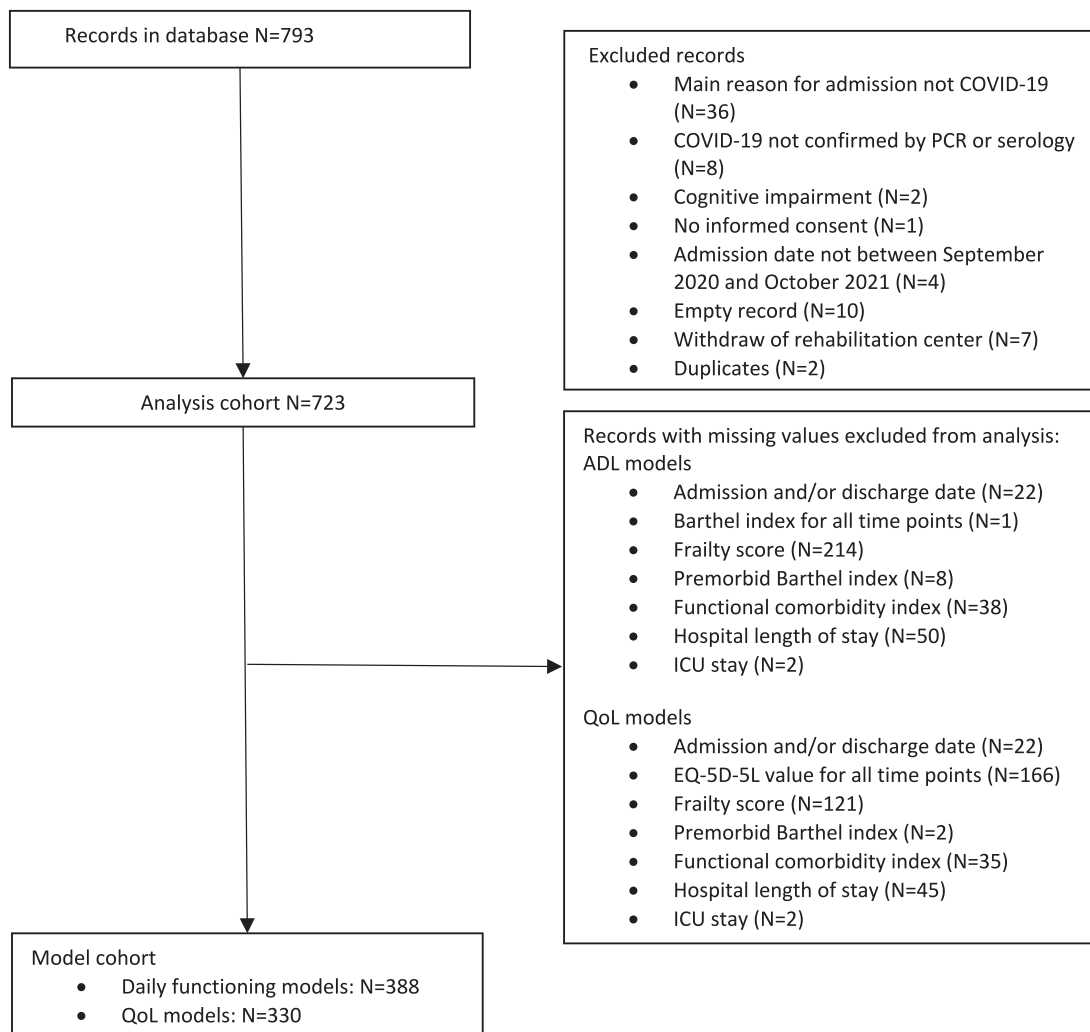 Records in database N=793
Excluded records
• Main reason for admission not COVID-19
(N=36)
• COVID-19 not confirmed by PCR or serology
(N=8)
• Cognitive impairment (N=2)
• No informed consent (N=1)
• Admission date not between September
2020 and October 2021 (N=4)
• Empty record (N=10)
• Withdraw of rehabilitation center (N=7)
• Duplicates (N=2)
Analysis cohort N=723
Records with missing values excluded from analysis:
ADL models
• Admission and/or discharge date (N=22)
• Barthel index for all time points (N=1)
• Frailty score (N=214)
• Premorbid Barthel index (N=8)
• Functional comorbidity index (N=38)
• Hospital length of stay (N=50)
• ICU stay (N=2)
QoL models
• Admission and/or discharge date (N=22)
• EQ-5D-5L value for all time points (N=166)
• Frailty score (N=121)
• Premorbid Barthel index (N=2)
• Functional comorbidity index (N=35)
• Hospital length of stay (N=45)
• ICU stay (N=2)
Model cohort
• Daily functioning models: N=388
• QoL models: N=330